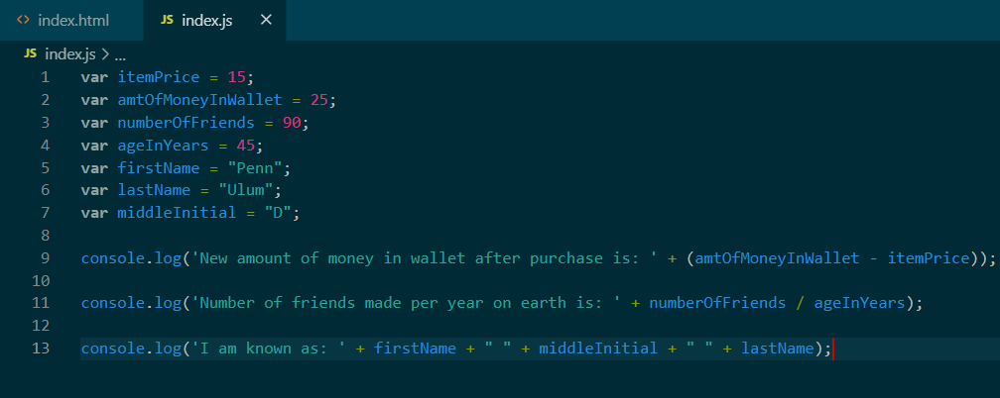 <> index.html JS index.js ×
JS index.js > ...
1 var itemPrice = 15;
2 var amtOfMoneyInWallet = 25;
3 var numberOfFriends = 90;
4 var ageInYears = 45;
5 var firstName = "Penn";
6 var lastName = "Ulum";
7 var middleInitial = "D";
8
9 console.log('New amount of money in wallet after purchase is: ' + (amtOfMoneyInWallet - itemPrice));
10
11 console.log('Number of friends made per year on earth is: ' + numberOfFriends / ageInYears);
12
13 console.log('I am known as: ' + firstName + " " + middleInitial + " " + lastName);